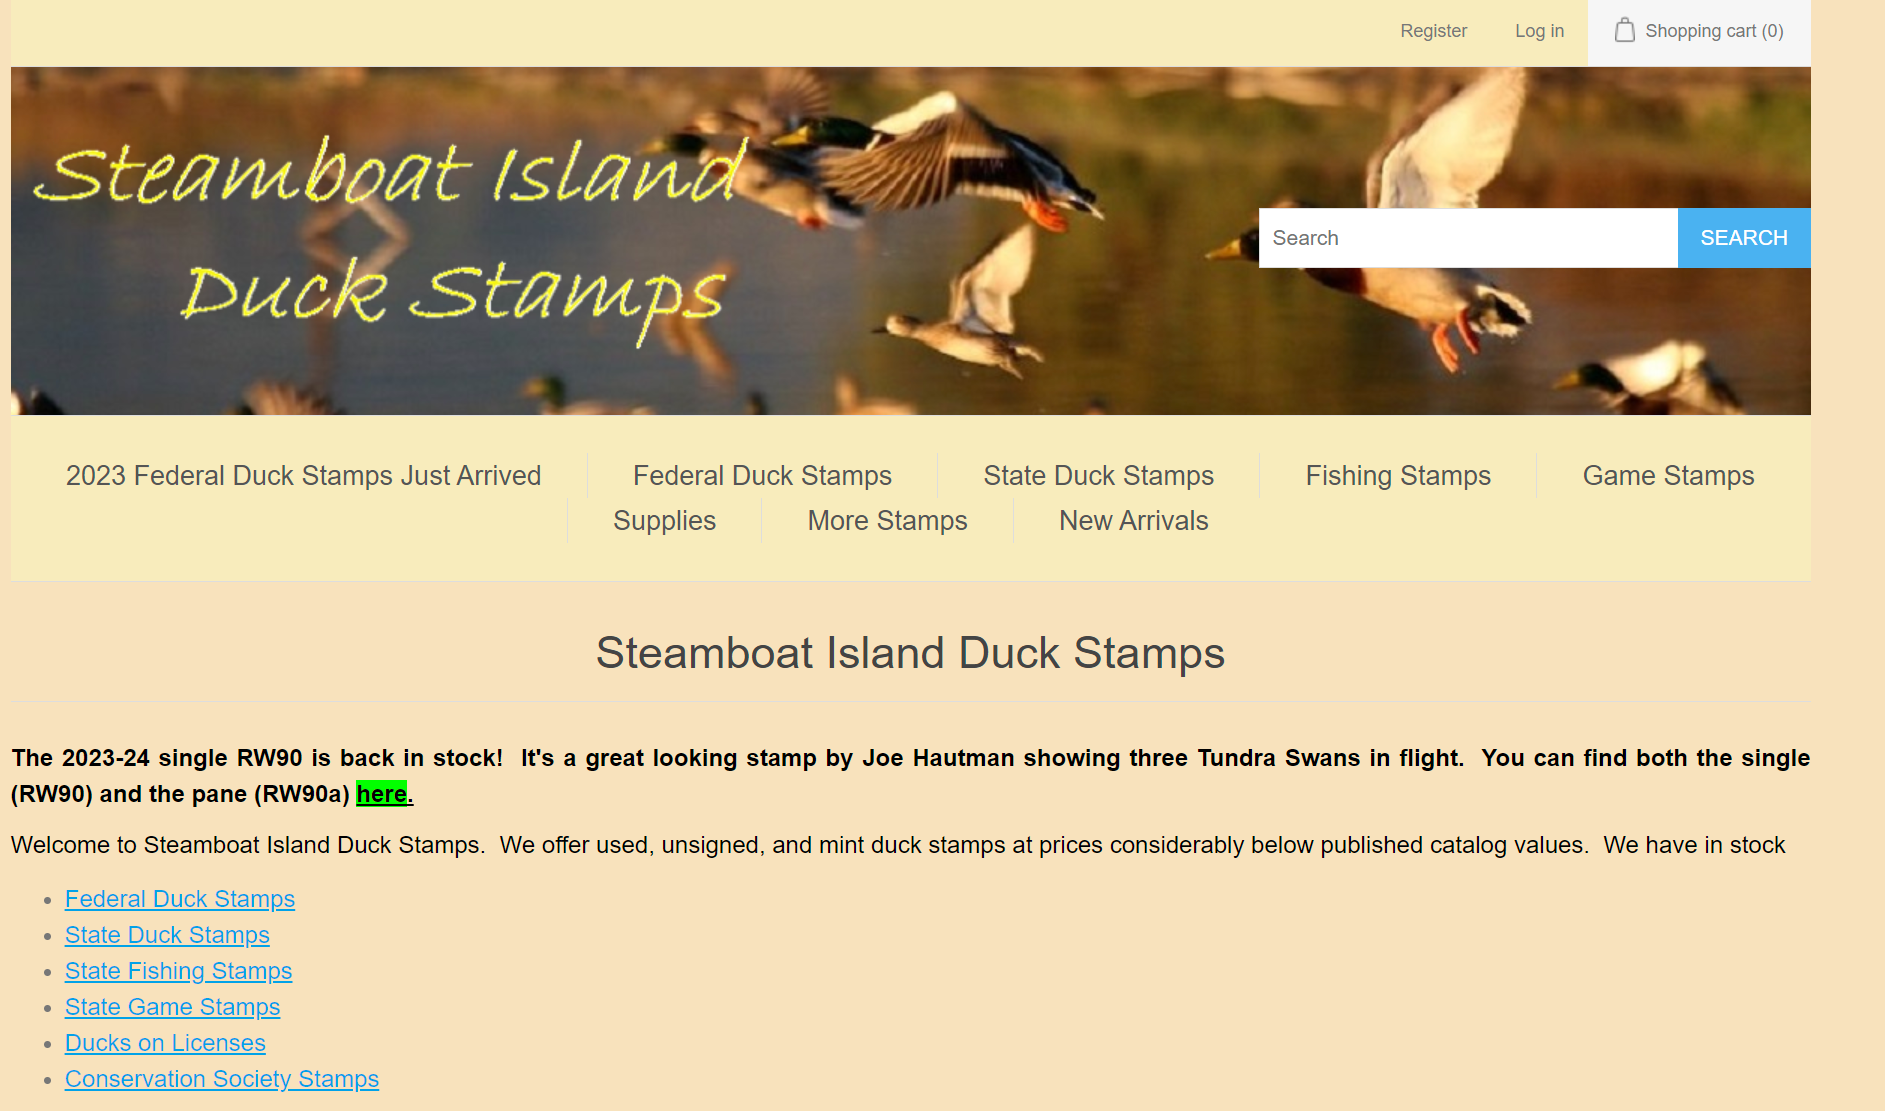 Register Log in Shopping cart (0)
Steamboat Island
Duck Stamps
Search SEARCH
2023 Federal Duck Stamps Just Arrived Federal Duck Stamps State Duck Stamps Fishing Stamps Game Stamps
Supplies More Stamps New Arrivals
Steamboat Island Duck Stamps
The 2023-24 single RW90 is back in stock! It's a great looking stamp by Joe Hautman showing three Tundra Swans in flight. You can find both the single
(RW90) and the pane (RW90a) here.
Welcome to Steamboat Island Duck Stamps. We offer used, unsigned, and mint duck stamps at prices considerably below published catalog values. We have in stock
Federal Duck Stamps
State Duck Stamps
State Fishing Stamps
State Game Stamps
Ducks on Licenses
Conservation Society Stamps